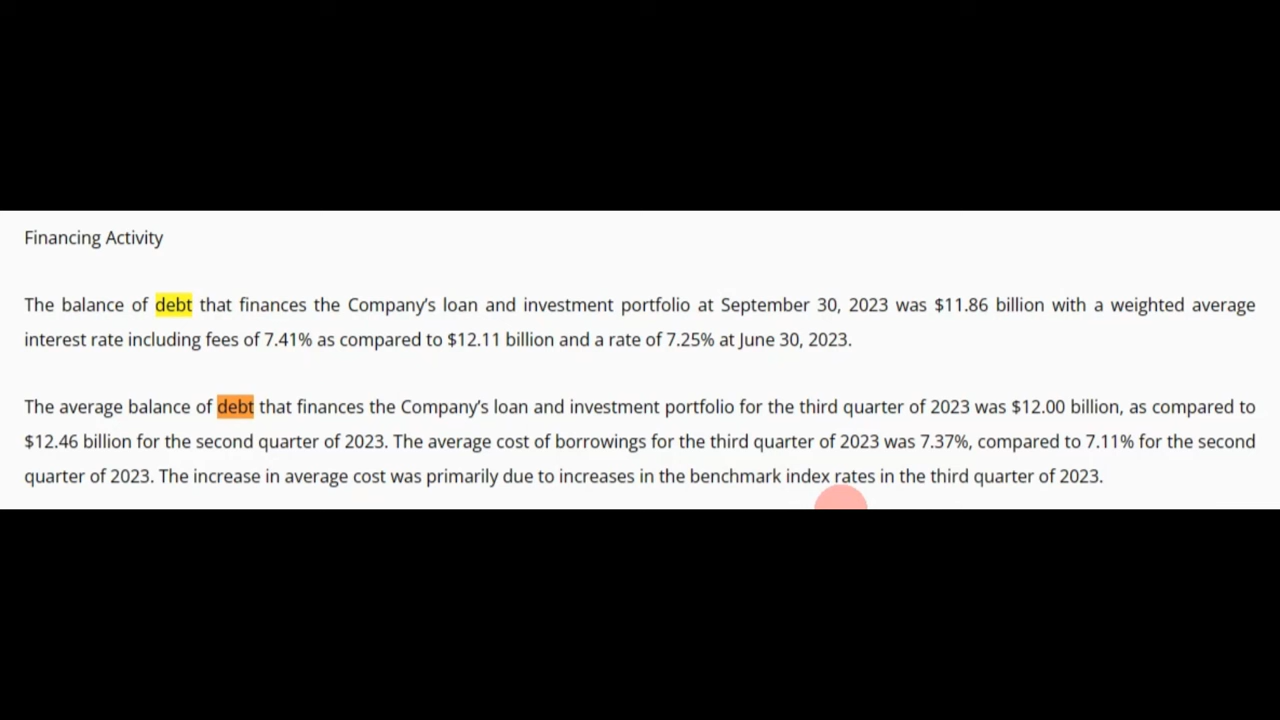 Financing Activity
The balance of debt that finances the Company’s loan and investment portfolio at September 30, 2023 was $11.86 billion with a weighted average
interest rate including fees of 7.41% as compared to $12.11 billion and a rate of 7.25% at June 30, 2023.
The average balance of debt that finances the Company’s loan and investment portfolio for the third quarter of 2023 was $12.00 billion, as compared to
$12.46 billion for the second quarter of 2023. The average cost of borrowings for the third quarter of 2023 was 7.37%, compared to 7.11% for the second
quarter of 2023. The increase in average cost was primarily due to increases in the benchmark index rates in the third quarter of 2023.